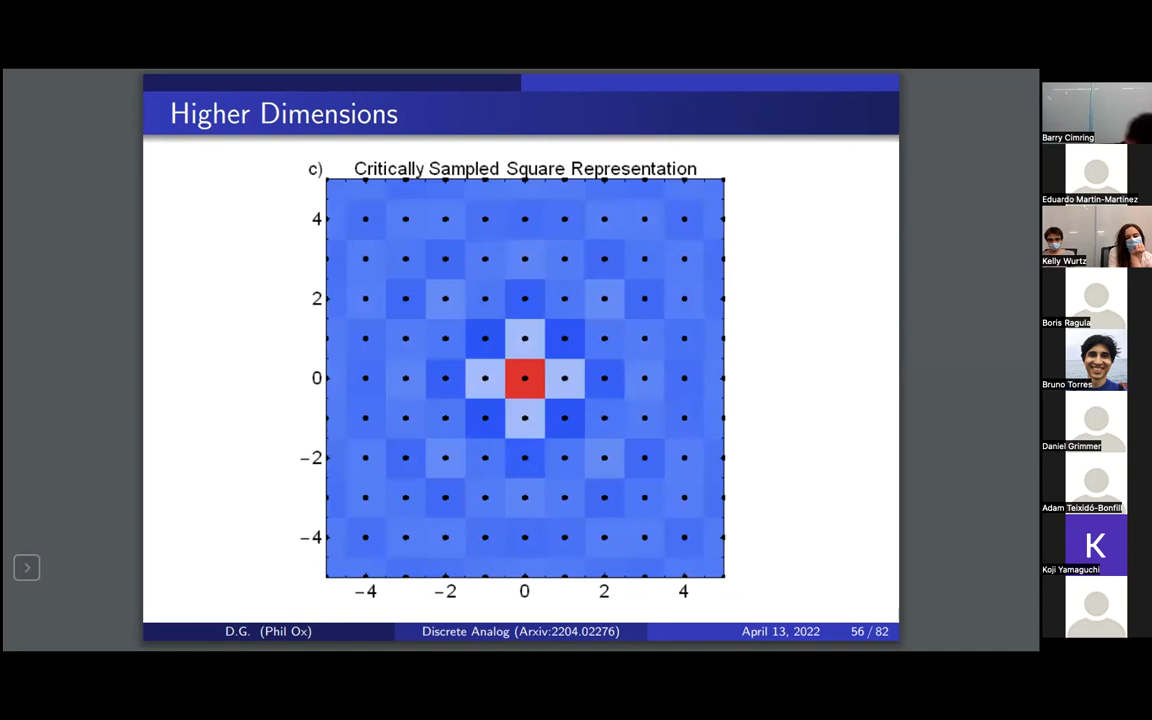 Higher Dimensions
c) Critically Sampled Square Representation
4
2
0
−2
−4
−4 −2 0 2 4
D.G. (Phil Ox) Discrete Analog (Arxiv:2204.02276) April 13, 2022 56 / 82
Barry Cimring
Eduardo Martin-Martinez
Kelly Wurtz
Boris Ragula
Bruno Torres
Daniel Grimmer
Adam Teixidó-Bonfill
K
Koji Yamaguchi